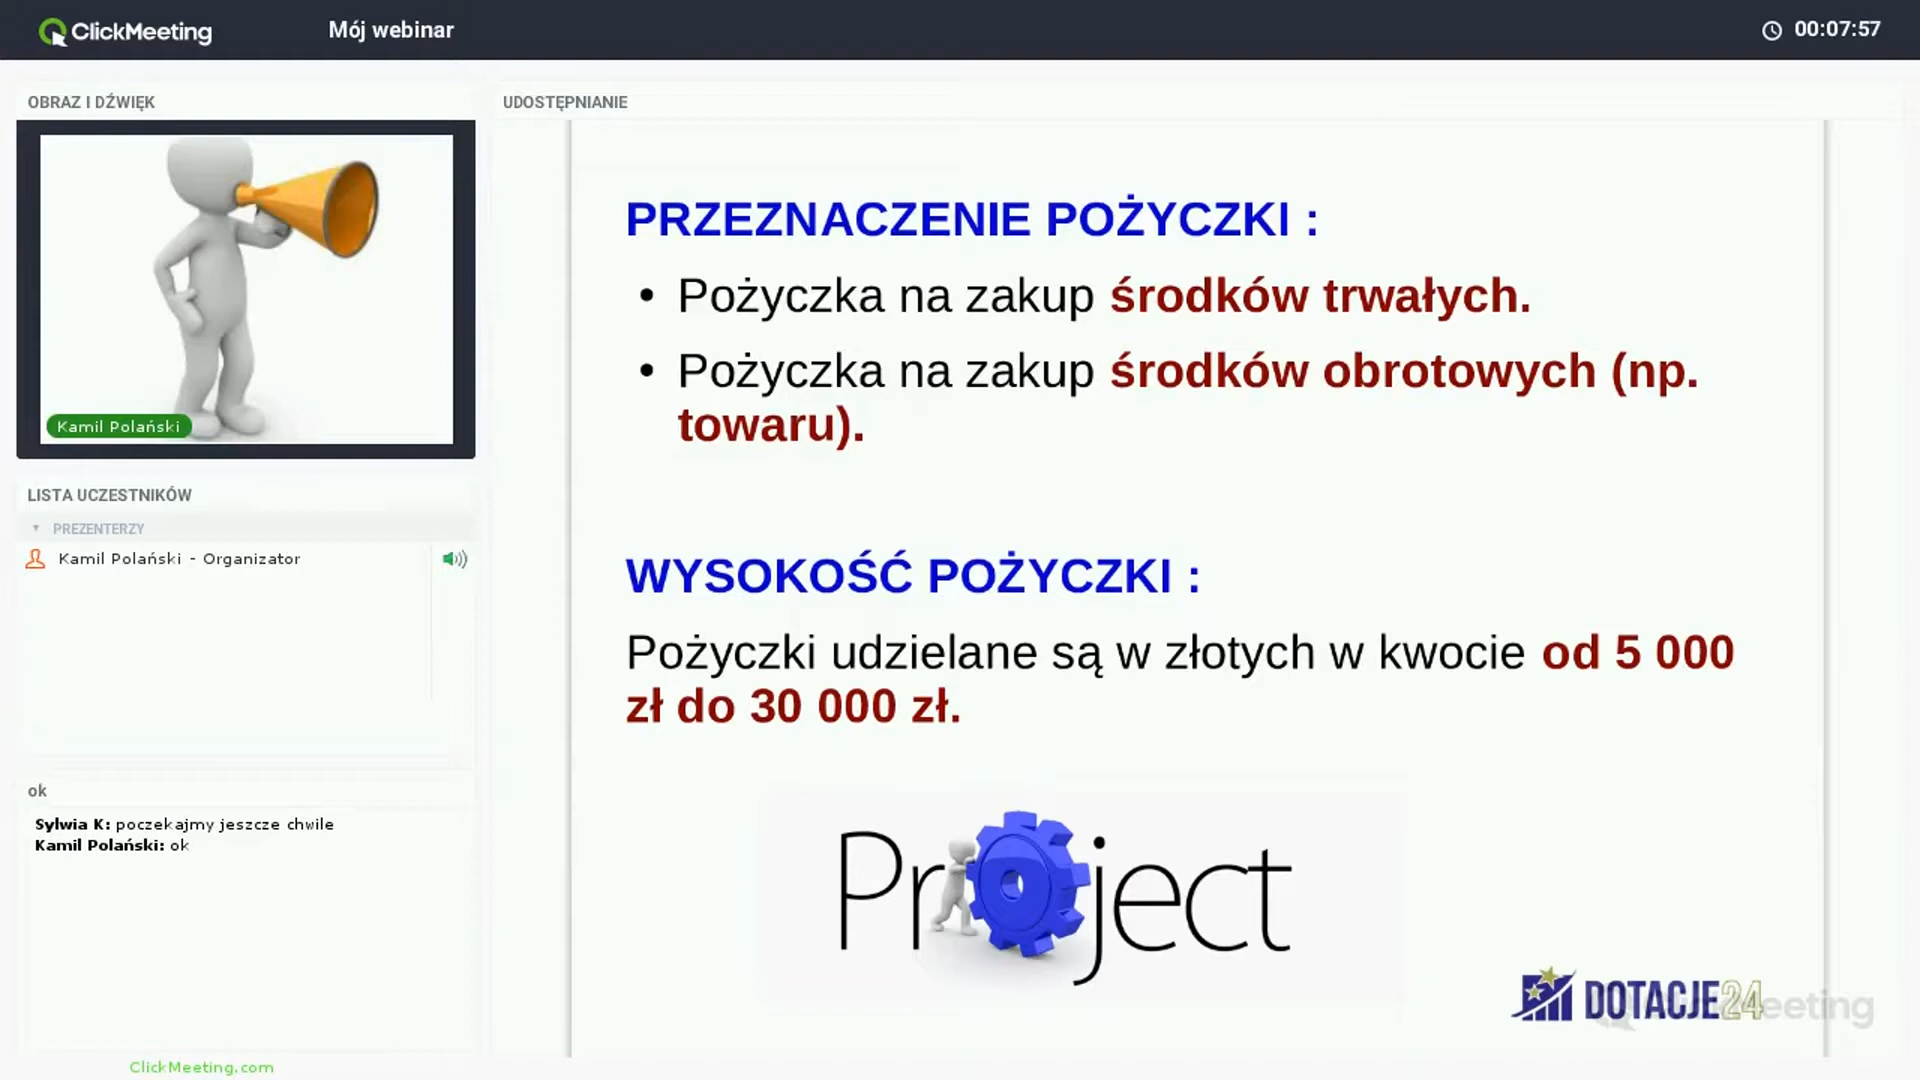 ClickMeeting
Mój webinar
00:07:57
OBRAZ I DŹWIĘK
Kamil Polański
LISTA UCZESTNIKÓW
PREZENTERZY
Kamil Polański - Organizator
ok
Sylwia K: poczekajmy jeszcze chwile
Kamil Polański: ok
ClickMeeting.com
UDOSTĘPNIANIE
PRZEZNACZENIE POŻYCZKI :
• Pożyczka na zakup środków trwałych.
• Pożyczka na zakup środków obrotowych (np.
towaru).
WYSOKOŚĆ POŻYCZKI :
Pożyczki udzielane są w złotych w kwocie od 5 000
zł do 30 000 zł.
Project
DOTACJE24